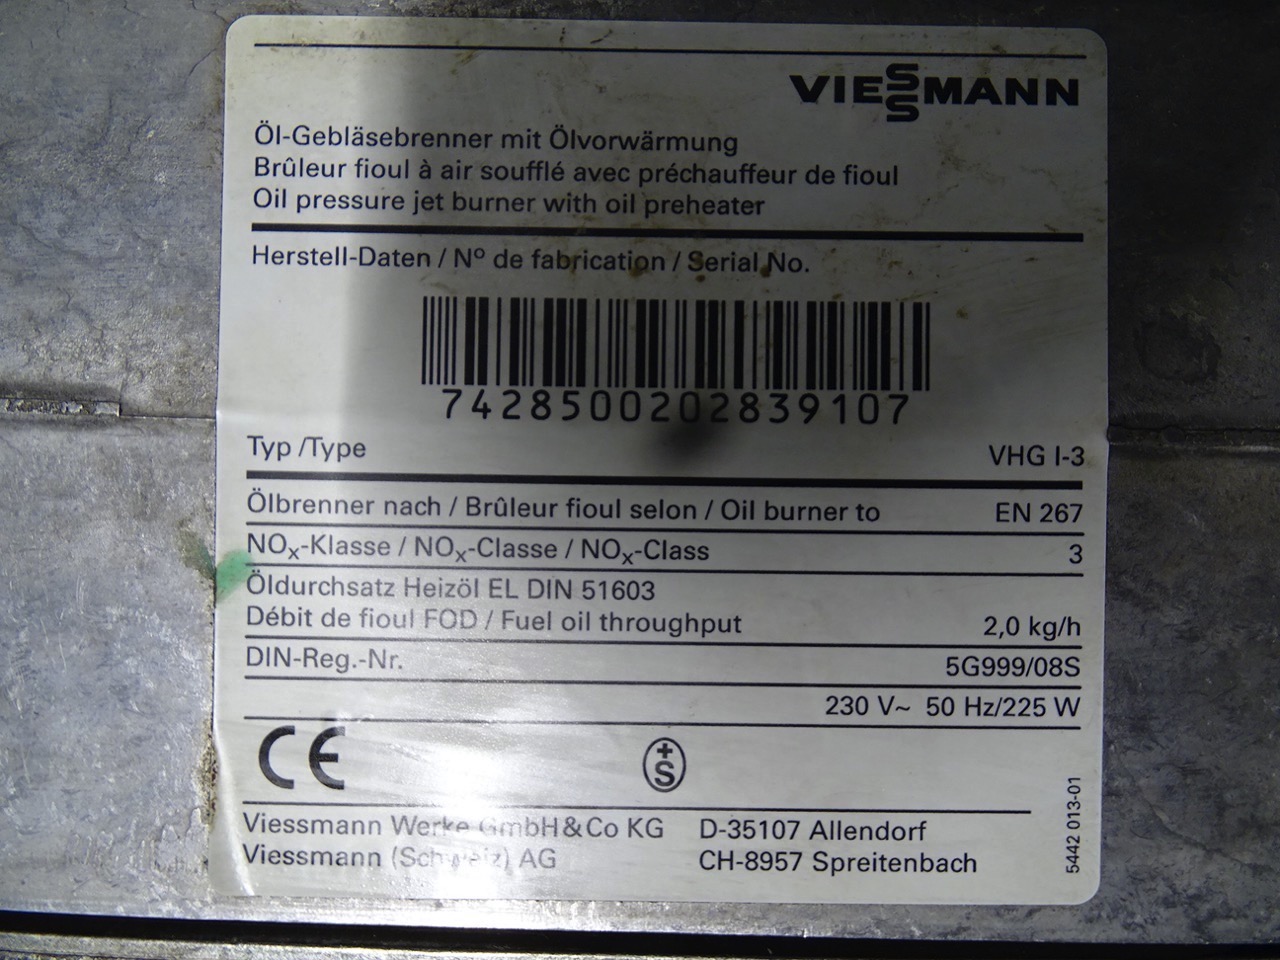 VIESSMANN
Öl-Gebläsebrenner mit Ölvorwärmung
Brûleur fioul à air soufflé avec préchauffeur de fioul
Oil pressure jet burner with oil preheater
Herstell-Daten / Nº de fabrication / Serial No.
7428500202839107
Typ /Type VHG I-3
Ölbrenner nach / Brûleur fioul selon / Oil burner to EN 267
NOx-Klasse / NOx-Classe / NOx-Class 3
Öldurchsatz Heizöl EL DIN 51603
Débit de fioul FOD / Fuel oil throughput 2,0 kg/h
DIN-Reg.-Nr. 5G999/08S
230 V~ 50 Hz/225 W
CE +S
Viessmann Werke GmbH&Co KG D-35107 Allendorf
Viessmann (Schweiz) AG CH-8957 Spreitenbach
5442 013-01